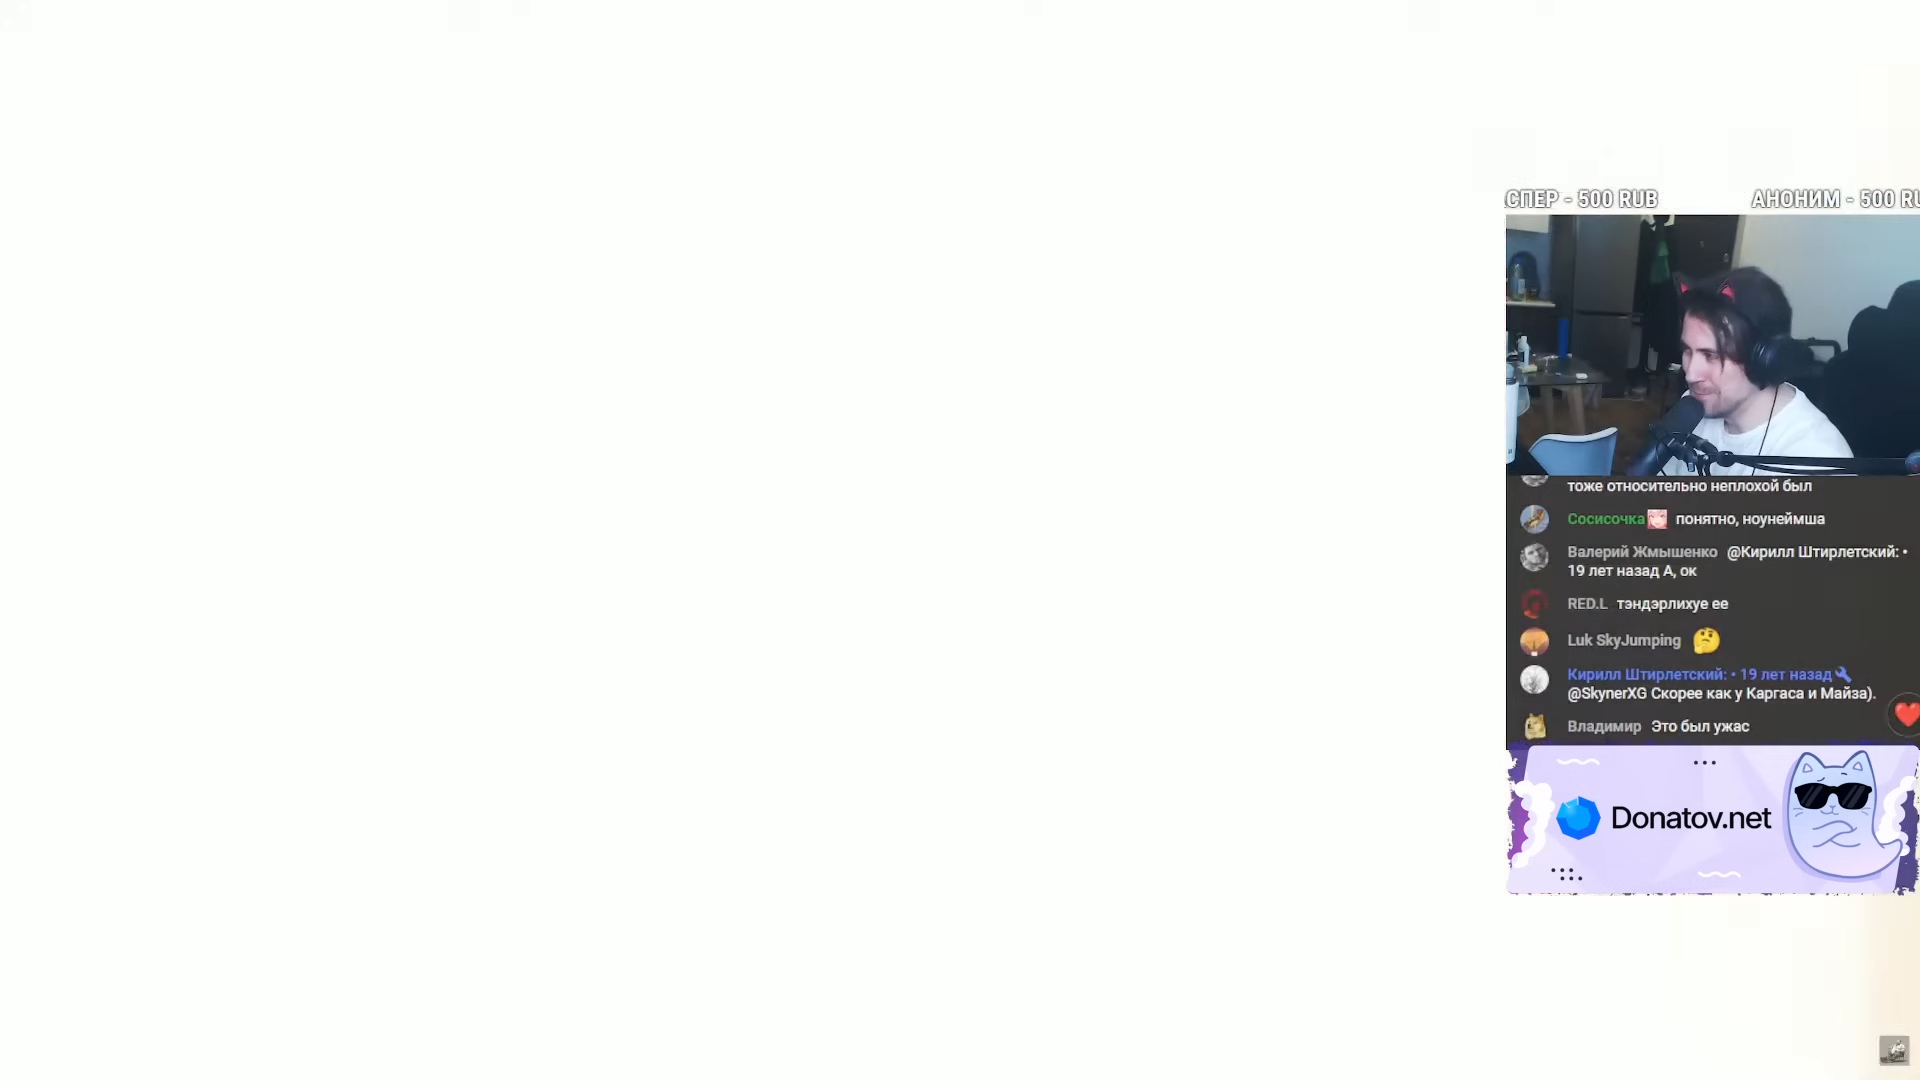 СПЕР - 500 RUB АНОНИМ - 500 RU
тоже относительно неплохой был
Сосисочка понятно, ноунеймша
Валерий Жмышенко @Кирилл Штирлетский: •
19 лет назад А, ок
RED.L тэндэрлихуе ее
Luk SkyJumping 🤔
Кирилл Штирлетский: • 19 лет назад
@SkynerXG Скорее как у Каргаса и Майза).
Владимир Это был ужас
Donatov.net